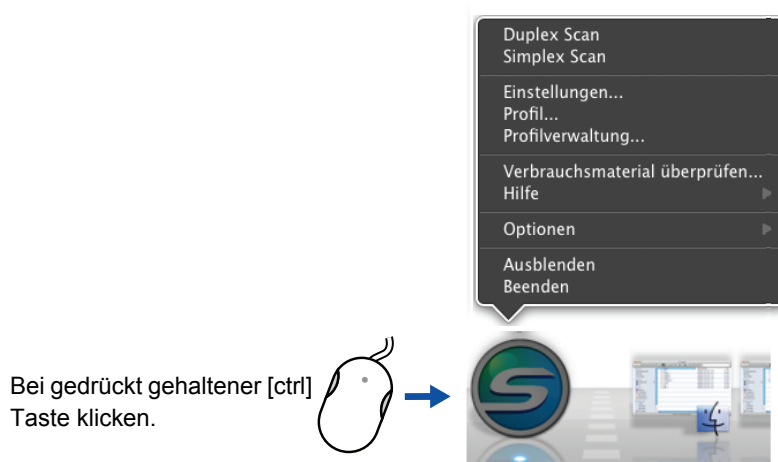 Duplex Scan
Simplex Scan
Einstellungen...
Profil...
Profilverwaltung...
Verbrauchsmaterial überprüfen...
Hilfe
Optionen
Ausblenden
Beenden
Bei gedrückt gehaltener [ctrl]
Taste klicken.